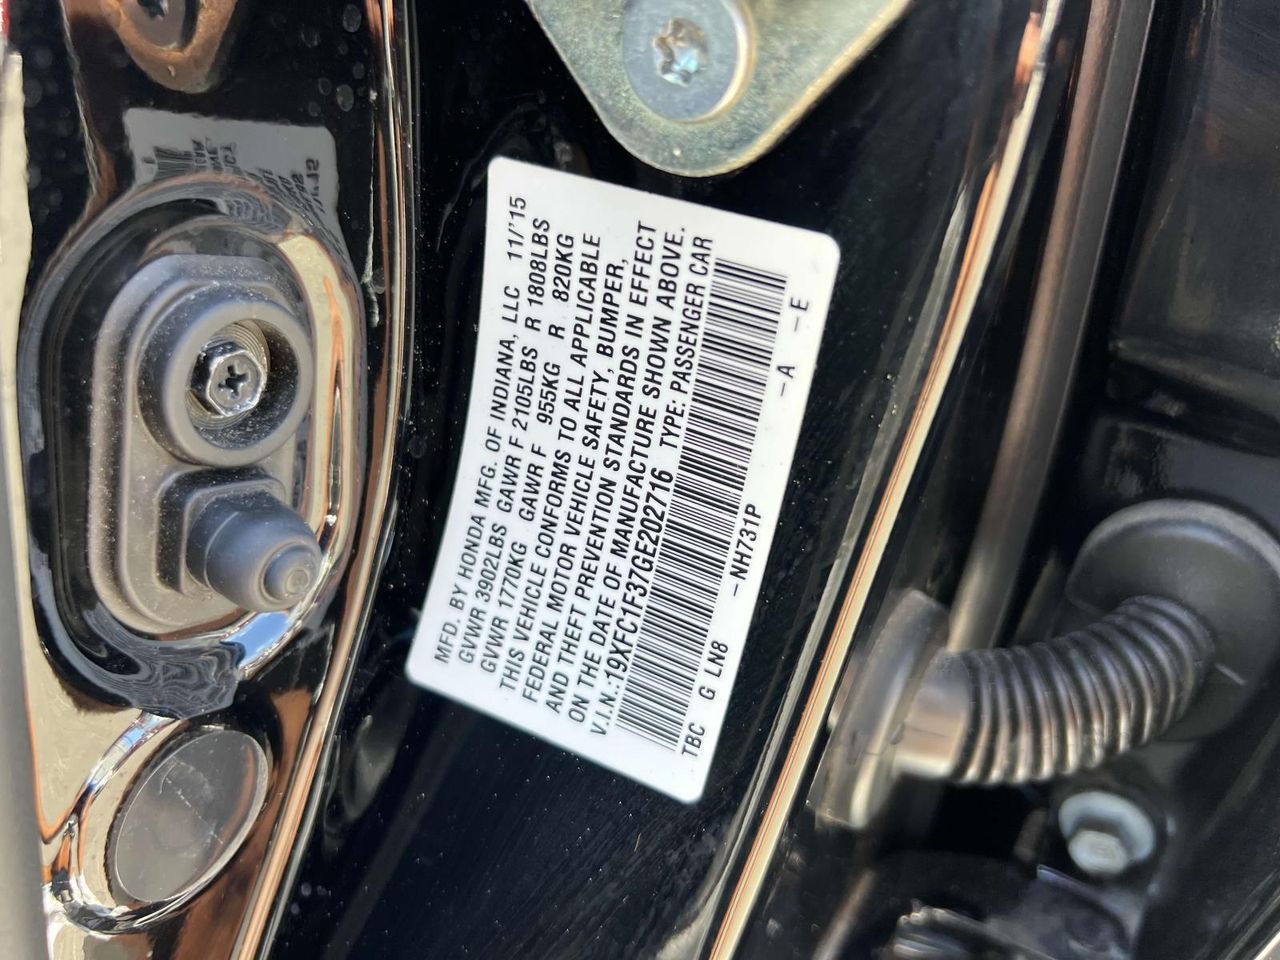 MFD. BY HONDA MFG. OF INDIANA, LLC 11/'15
GVWR 3902LBS GAWR F 2105LBS R 1808LBS
GVWR 1770KG GAWR F 955KG R 820KG
THIS VEHICLE CONFORMS TO ALL APPLICABLE
FEDERAL MOTOR VEHICLE SAFETY, BUMPER,
AND THEFT PREVENTION STANDARDS IN EFFECT
ON THE DATE OF MANUFACTURE SHOWN ABOVE.
V.I.N.:19XFC1F37GE202716 TYPE: PASSENGER CAR
TBC G LN8 -NH731P -A -E